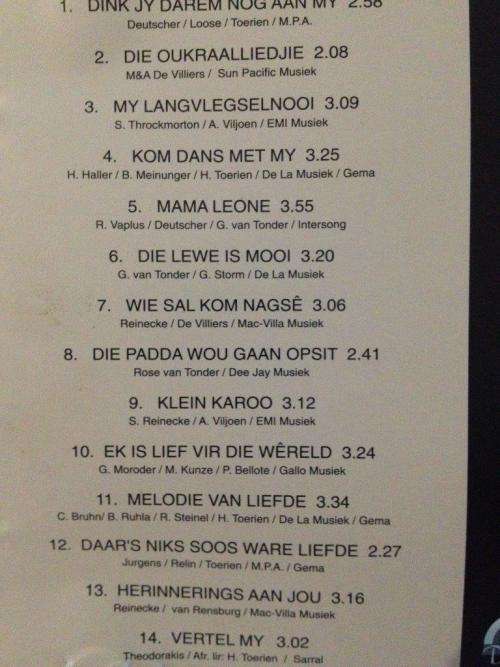 1. DINK JY DAREM NOG AAN MY 2.58
Deutscher / Loose / Toerien / M.P.A.
2. DIE OUKRAALLIEDJIE 2.08
M&A De Villiers / Sun Pacific Musiek
3. MY LANGVLEGSELNOOI 3.09
S. Throckmorton / A. Viljoen / EMI Musiek
4. KOM DANS MET MY 3.25
H. Haller / B. Meinunger / H. Toerien / De La Musiek / Gema
5. MAMA LEONE 3.55
R. Vaplus / Deutscher / G. van Tonder / Intersong
6. DIE LEWE IS MOOI 3.20
G. van Tonder / G. Storm / De La Musiek
7. WIE SAL KOM NAGSÊ 3.06
Reinecke / De Villiers / Mac-Villa Musiek
8. DIE PADDA WOU GAAN OPSIT 2.41
Rose van Tonder / Dee Jay Musiek
9. KLEIN KAROO 3.12
S. Reinecke / A. Viljoen / EMI Musiek
10. EK IS LIEF VIR DIE WÊRELD 3.24
G. Moroder / M. Kunze / P. Bellote / Gallo Musiek
11. MELODIE VAN LIEFDE 3.34
C. Bruhn/ B. Ruhla / R. Steinel / H. Toerien / De La Musiek / Gema
12. DAAR'S NIKS SOOS WARE LIEFDE 2.27
Jurgens / Relin / Toerien / M.P.A. / Gema
13. HERINNERINGS AAN JOU 3.16
Reinecke / van Rensburg / Mac-Villa Musiek
14. VERTEL MY 3.02
Theodorakis / Afr. lir: H. Toerien / Sarral